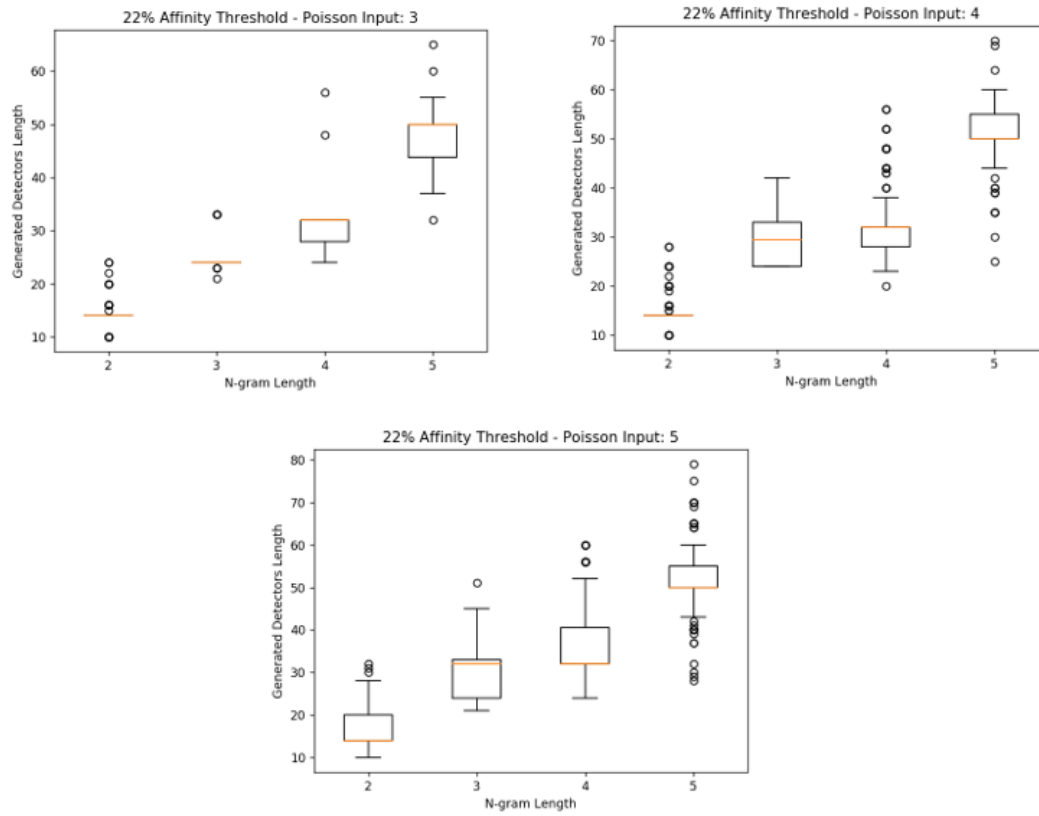 22% Affinity Threshold - Poisson Input: 3
Generated Detectors Length
60
50
40
30
20
10
2 3 4 5
N-gram Length
22% Affinity Threshold - Poisson Input: 4
Generated Detectors Length
70
60
50
40
30
20
10
2 3 4 5
N-gram Length
22% Affinity Threshold - Poisson Input: 5
Generated Detectors Length
80
70
60
50
40
30
20
10
2 3 4 5
N-gram Length